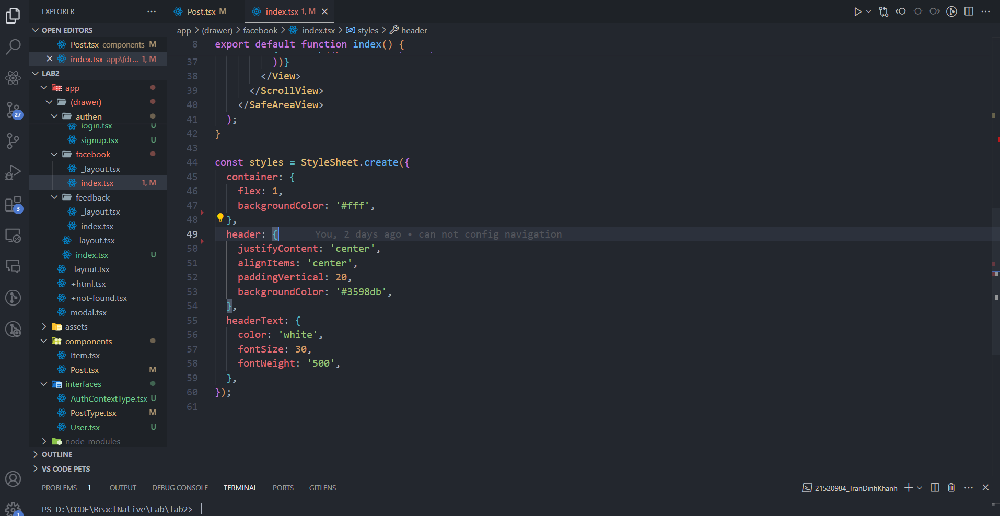 EXPLORER
OPEN EDITORS
Post.tsx components M
index.tsx app\(dr... 1, M
LAB2
app
(drawer)
authen
login.tsx U
signup.tsx U
facebook
_layout.tsx
index.tsx 1, M
feedback
_layout.tsx
index.tsx
_layout.tsx
index.tsx U
_layout.tsx
+html.tsx
+not-found.tsx
modal.tsx
assets
components
Item.tsx
Post.tsx M
interfaces
AuthContextType.tsx U
PostType.tsx M
User.tsx U
node_modules
OUTLINE
VS CODE PETS
27
3
1
Post.tsx M
index.tsx 1, M
app > (drawer) > facebook > index.tsx > styles > header
8 export default function index() {
37 ))}
38 </View>
39 </ScrollView>
40 </SafeAreaView>
41 );
42 }
43
44 const styles = StyleSheet.create({
45 container: {
46 flex: 1,
47 backgroundColor: '#fff',
48 },
49 header: { You, 2 days ago • can not config navigation
50 justifyContent: 'center',
51 alignItems: 'center',
52 paddingVertical: 20,
53 backgroundColor: '#3598db',
54 },
55 headerText: {
56 color: 'white',
57 fontSize: 30,
58 fontWeight: '500',
59 },
60 });
61
PROBLEMS 1 OUTPUT DEBUG CONSOLE TERMINAL PORTS GITLENS
21520984_TranDinhKhanh
PS D:\CODE\ReactNative\Lab\lab2>